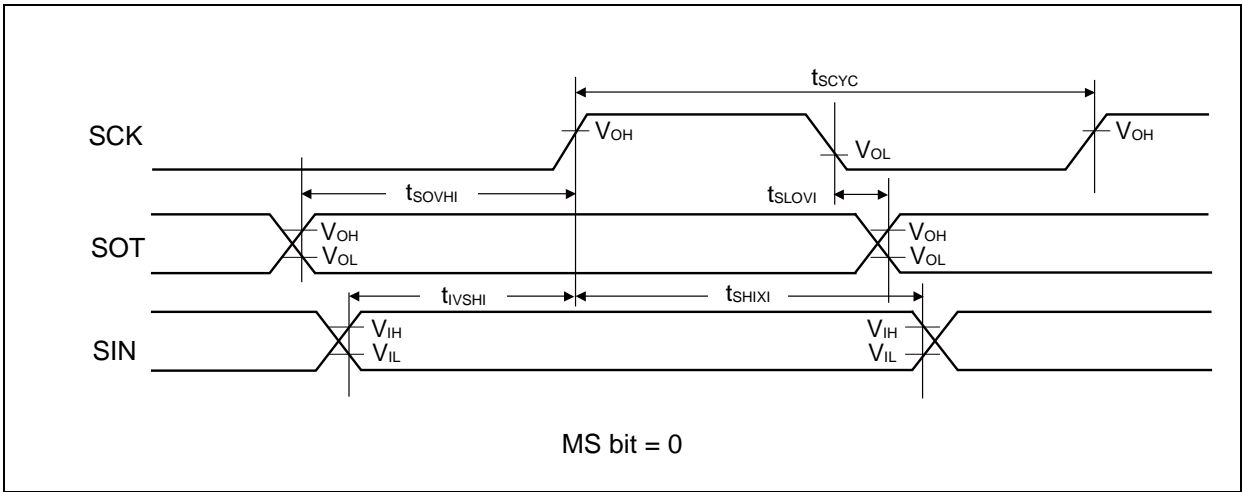 tSCYC
SCK
VOH
VOL
VOH
tSOVHI
tSLOVI
SOT
VOH
VOL
VOH
VOL
tIVSHI
tSHIXI
SIN
VIH
VIL
VIH
VIL
MS bit = 0